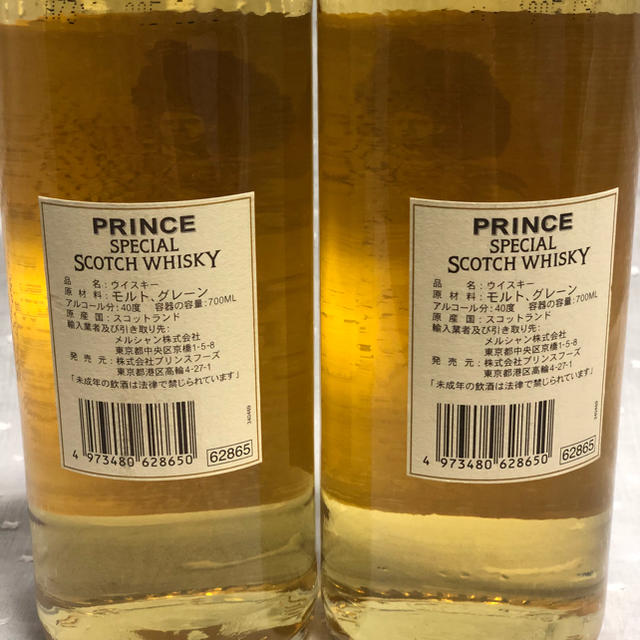 PRINCE
SPECIAL
SCOTCH WHISKY
品　名：ウイスキー
原材料：モルト、グレーン
アルコール分：40度　容器の容量：700ML
原産国：スコットランド
輸入業者及び引き取り先：
メルシャン株式会社
東京都中央区京橋1-5-8
発売元：株式会社プリンスフーズ
東京都港区高輪4-27-1
「未成年の飲酒は法律で禁じられています」
4 973480 628650
62865
PRINCE
SPECIAL
SCOTCH WHISKY
品　名：ウイスキー
原材料：モルト、グレーン
アルコール分：40度　容器の容量：700ML
原産国：スコットランド
輸入業者及び引き取り先：
メルシャン株式会社
東京都中央区京橋1-5-8
発売元：株式会社プリンスフーズ
東京都港区高輪4-27-1
「未成年の飲酒は法律で禁じられています」
4 973480 628650
62865